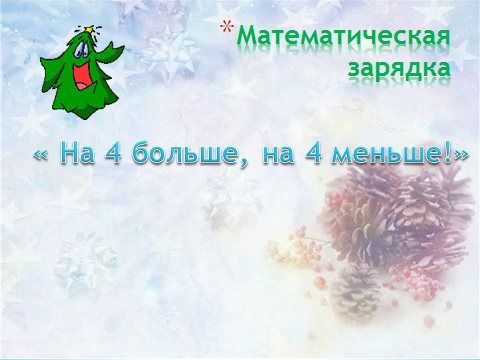 *Математическая
зарядка
« На 4 больше, на 4 меньше!»